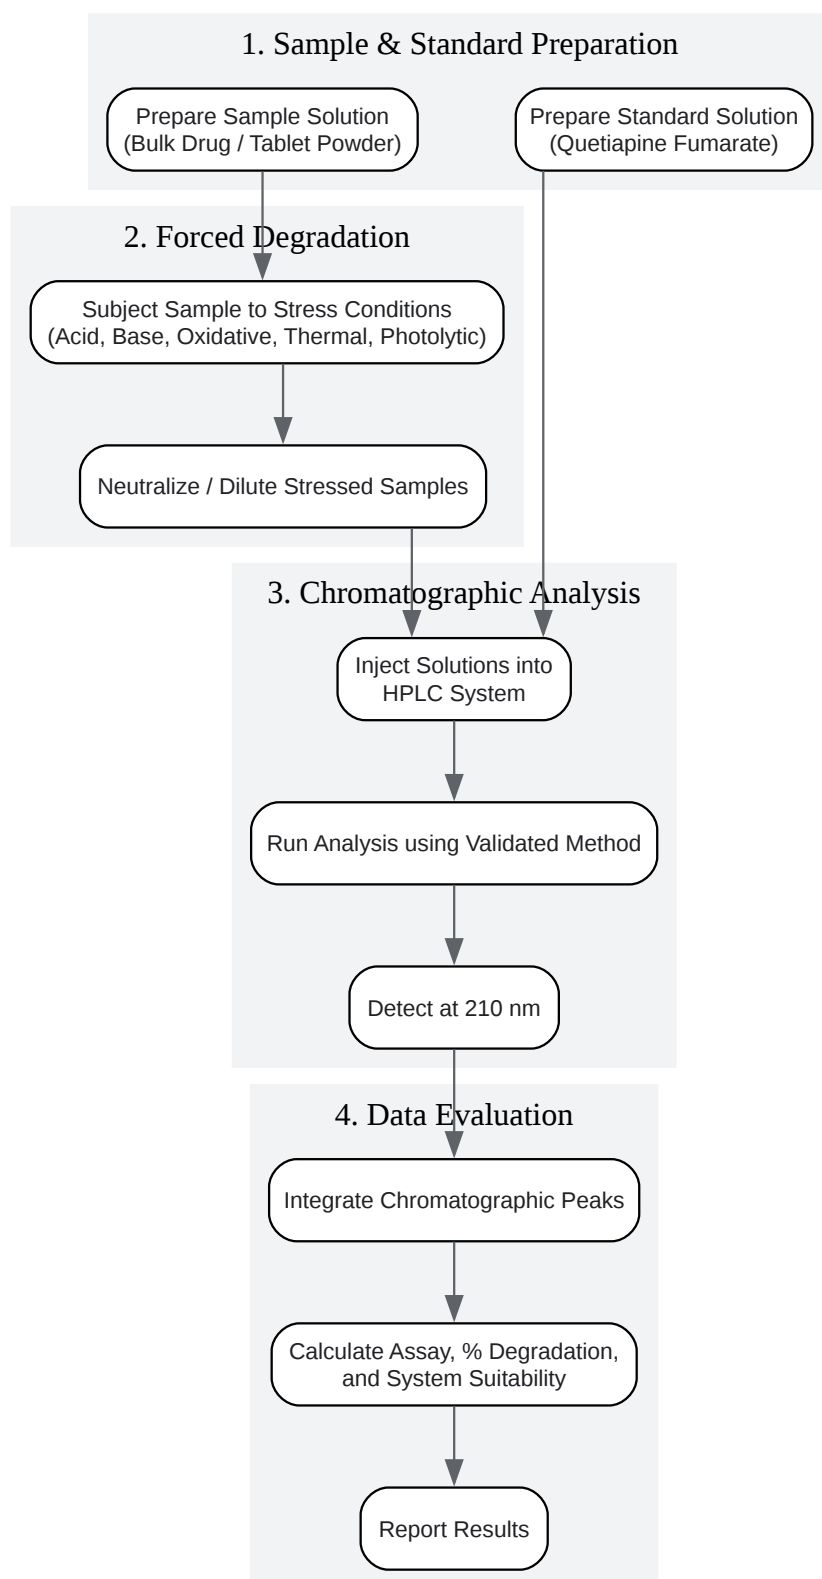 1. Sample & Standard Preparation
Prepare Sample Solution
(Bulk Drug / Tablet Powder)
Prepare Standard Solution
(Quetiapine Fumarate)
2. Forced Degradation
Subject Sample to Stress Conditions
(Acid, Base, Oxidative, Thermal, Photolytic)
Neutralize / Dilute Stressed Samples
3. Chromatographic Analysis
Inject Solutions into
HPLC System
Run Analysis using Validated Method
Detect at 210 nm
4. Data Evaluation
Integrate Chromatographic Peaks
Calculate Assay, % Degradation,
and System Suitability
Report Results